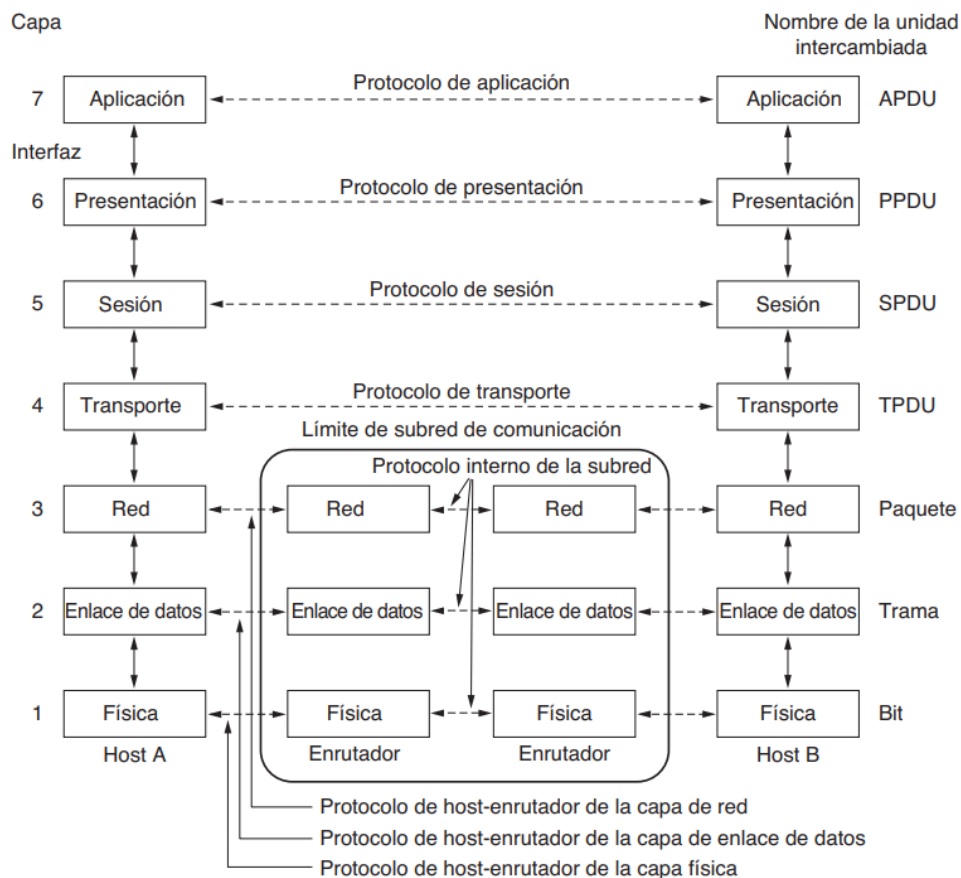 Capa
Nombre de la unidad
intercambiada
7
Aplicación
Protocolo de aplicación
Aplicación
APDU
Interfaz
6
Presentación
Protocolo de presentación
Presentación
PPDU
5
Sesión
Protocolo de sesión
Sesión
SPDU
4
Transporte
Protocolo de transporte
Transporte
TPDU
Límite de subred de comunicación
Protocolo interno de la subred
3
Red
Red
Red
Red
Paquete
2
Enlace de datos
Enlace de datos
Enlace de datos
Enlace de datos
Trama
1
Física
Física
Física
Física
Bit
Host A
Enrutador
Enrutador
Host B
Protocolo de host-enrutador de la capa de red
Protocolo de host-enrutador de la capa de enlace de datos
Protocolo de host-enrutador de la capa física